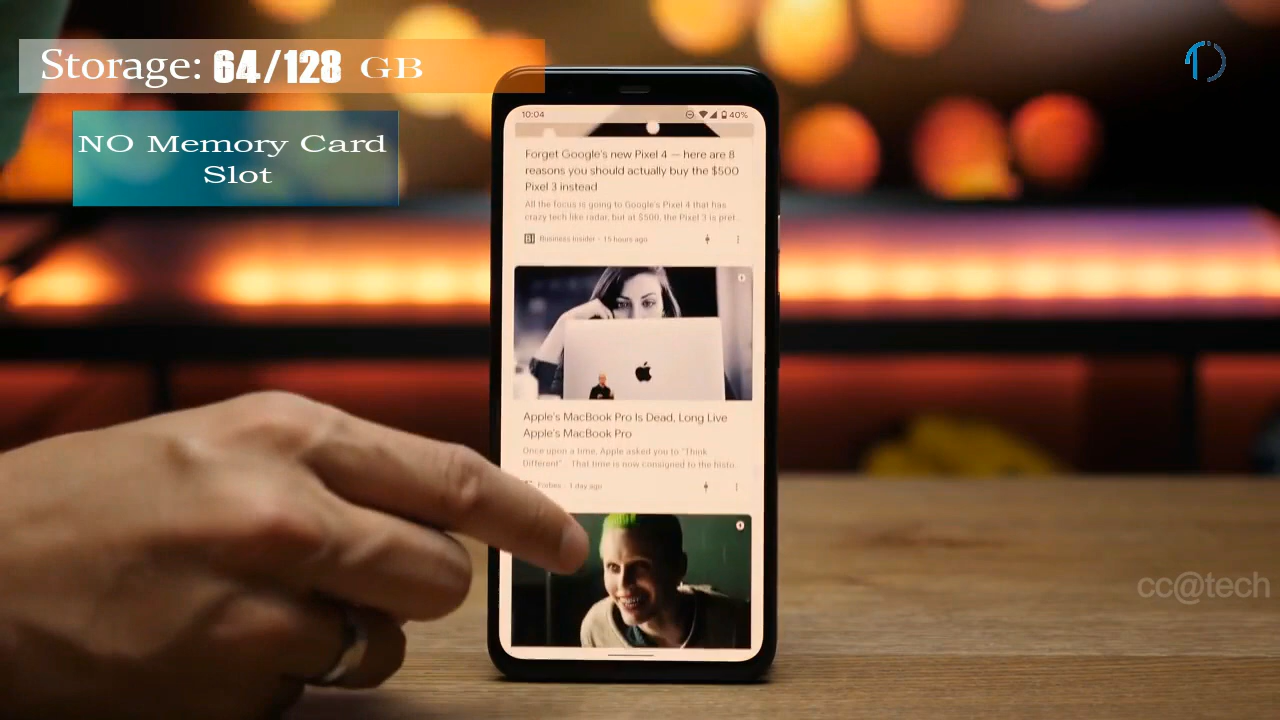 Storage: 64/128 GB
NO Memory Card
Slot
10:04
40%
Forget Google's new Pixel 4 — here are 8
reasons you should actually buy the $500
Pixel 3 instead
All the focus is going to Google's Pixel 4 that has
crazy tech like radar, but at $500, the Pixel 3 is pret…
Business Insider - 15 hours ago
Apple's MacBook Pro Is Dead, Long Live
Apple's MacBook Pro
Once upon a time, Apple asked you to "Think
Different". That time is now consigned to the histo…
Forbes - 1 day ago
cc@tech